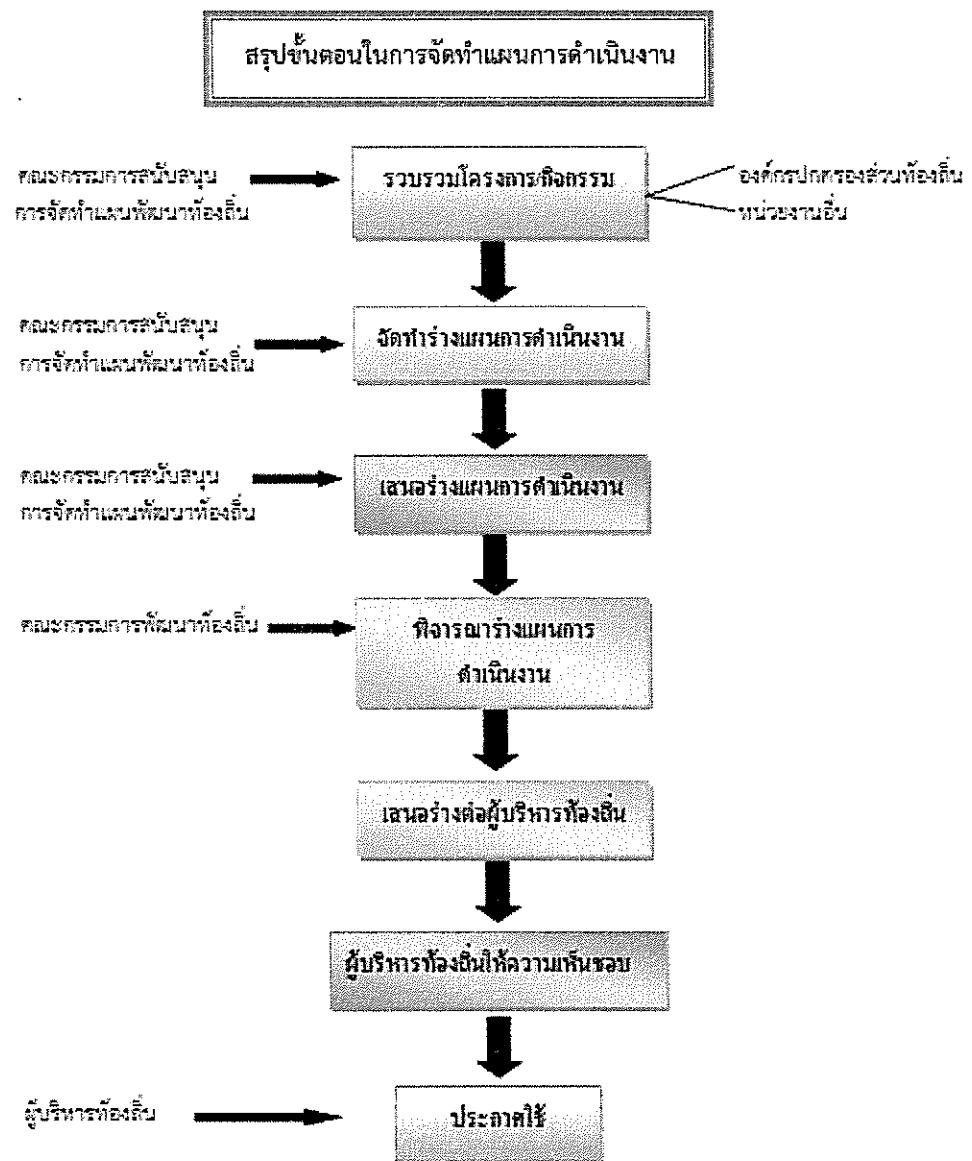 สรุปขั้นตอนในการจัดทำแผนการดำเนินงาน
คณะกรรมการสนับสนุน
การจัดทำแผนพัฒนาท้องถิ่น
รวบรวมโครงการ/กิจกรรม
องค์กรปกครองส่วนท้องถิ่น
หน่วยงานอื่น
คณะกรรมการสนับสนุน
การจัดทำแผนพัฒนาท้องถิ่น
จัดทำร่างแผนการดำเนินงาน
คณะกรรมการสนับสนุน
การจัดทำแผนพัฒนาท้องถิ่น
เสนอร่างแผนการดำเนินงาน
คณะกรรมการพัฒนาท้องถิ่น
พิจารณาร่างแผนการ
ดำเนินงาน
เสนอร่างต่อผู้บริหารท้องถิ่น
ผู้บริหารท้องถิ่นให้ความเห็นชอบ
ผู้บริหารท้องถิ่น
ประกาศใช้